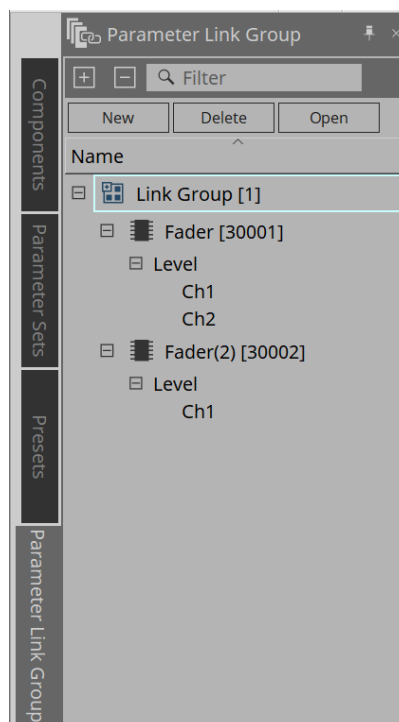 Parameter Link Group
Filter
New Delete Open
Name
Link Group [1]
Fader [30001]
Level
Ch1
Ch2
Fader(2) [30002]
Level
Ch1
Components
Parameter Sets
Presets
Parameter Link Group